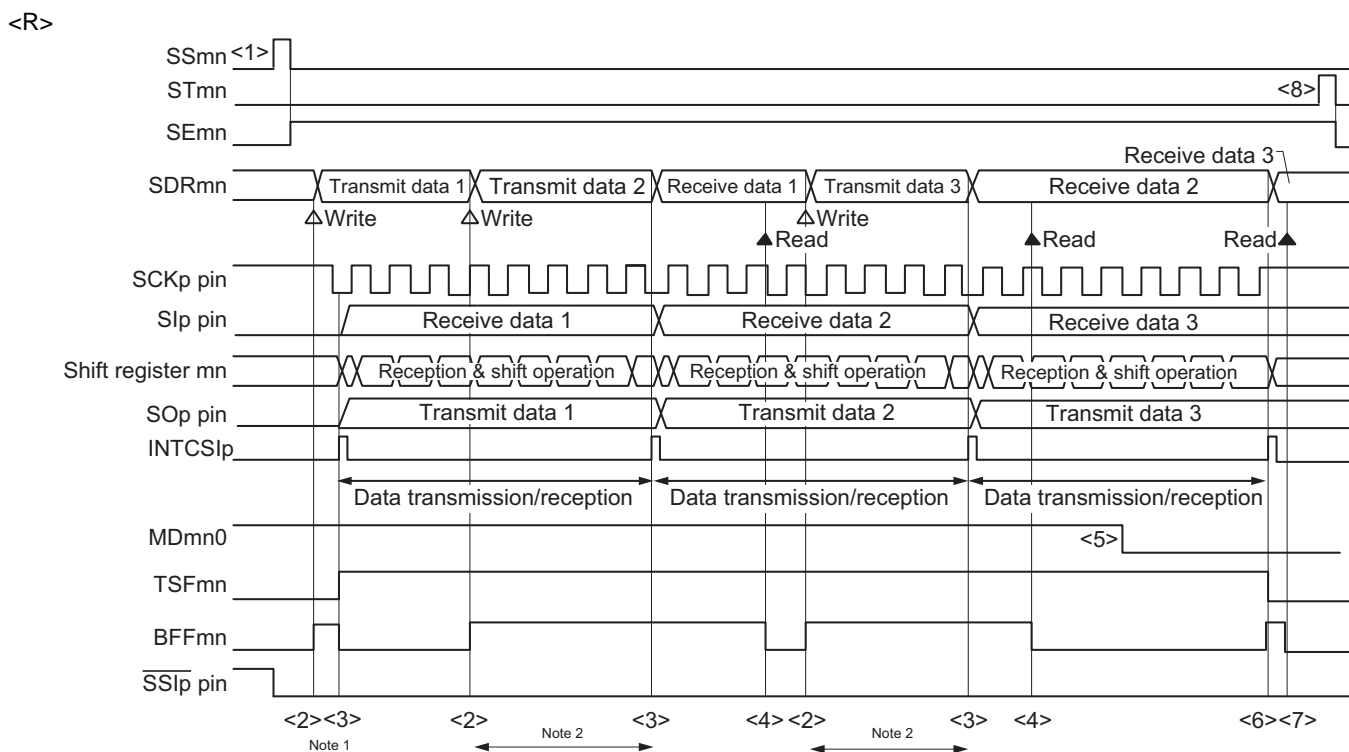 <R>
SSmn <1>
STmn <8>
SEmn
Receive data 3
SDRmn Transmit data 1 Transmit data 2 Receive data 1 Transmit data 3 Receive data 2
Write Write Write
Read Read Read
SCKp pin
SIp pin Receive data 1 Receive data 2 Receive data 3
Shift register mn Reception & shift operation Reception & shift operation Reception & shift operation
SOp pin Transmit data 1 Transmit data 2 Transmit data 3
INTCSIp
Data transmission/reception Data transmission/reception Data transmission/reception
MDmn0 <5>
TSFmn
BFFmn
SSIp pin
<2> <3> <2> <3> <4> <2> <3> <4> <6> <7>
Note 1 Note 2 Note 2